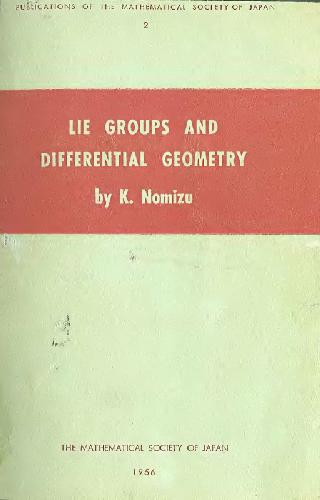 PUBLICATIONS OF THE MATHEMATICAL SOCIETY OF JAPAN
2
LIE GROUPS AND
DIFFERENTIAL GEOMETRY
by K. Nomizu
THE MATHEMATICAL SOCIETY OF JAPAN
1956